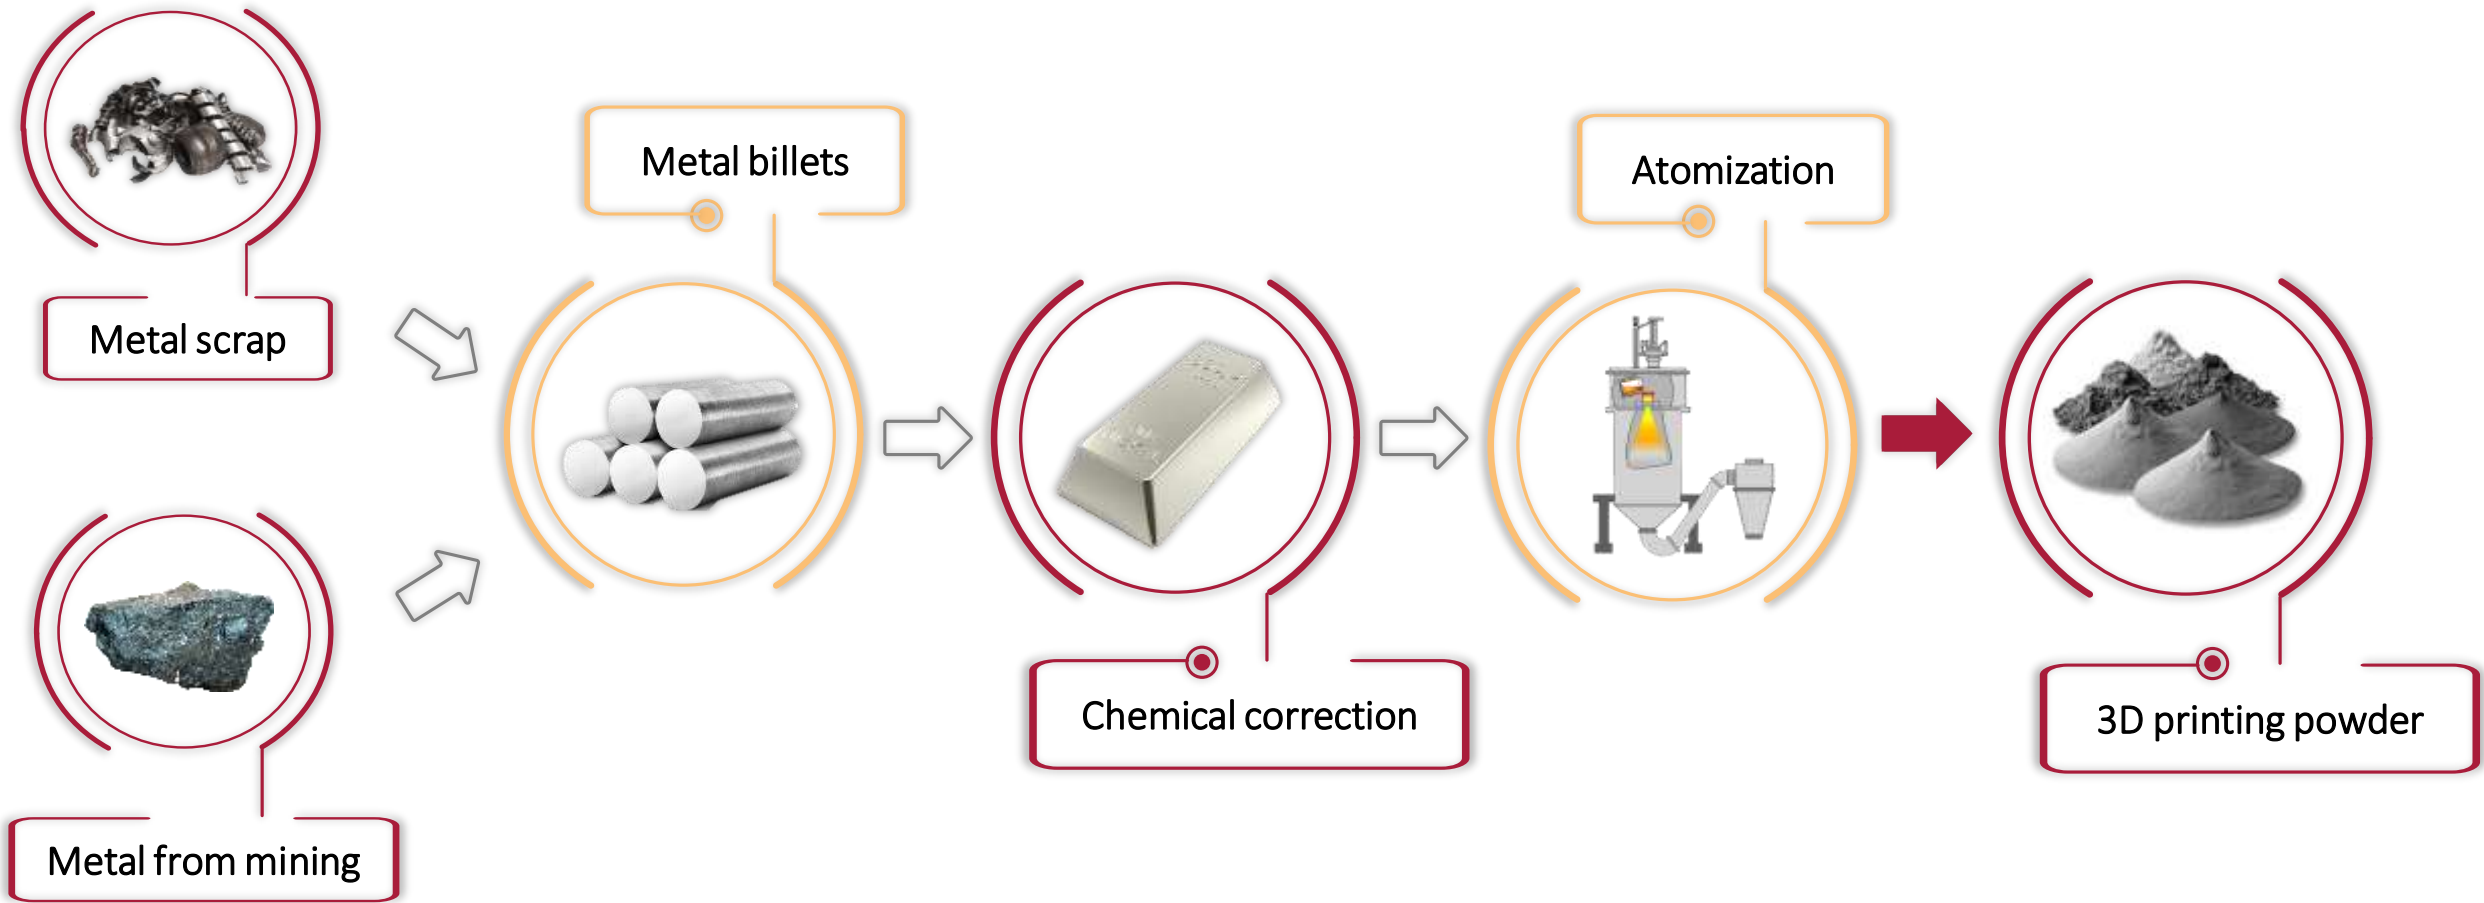 Metal scrap
Metal from mining
Metal billets
Chemical correction
Atomization
3D printing powder